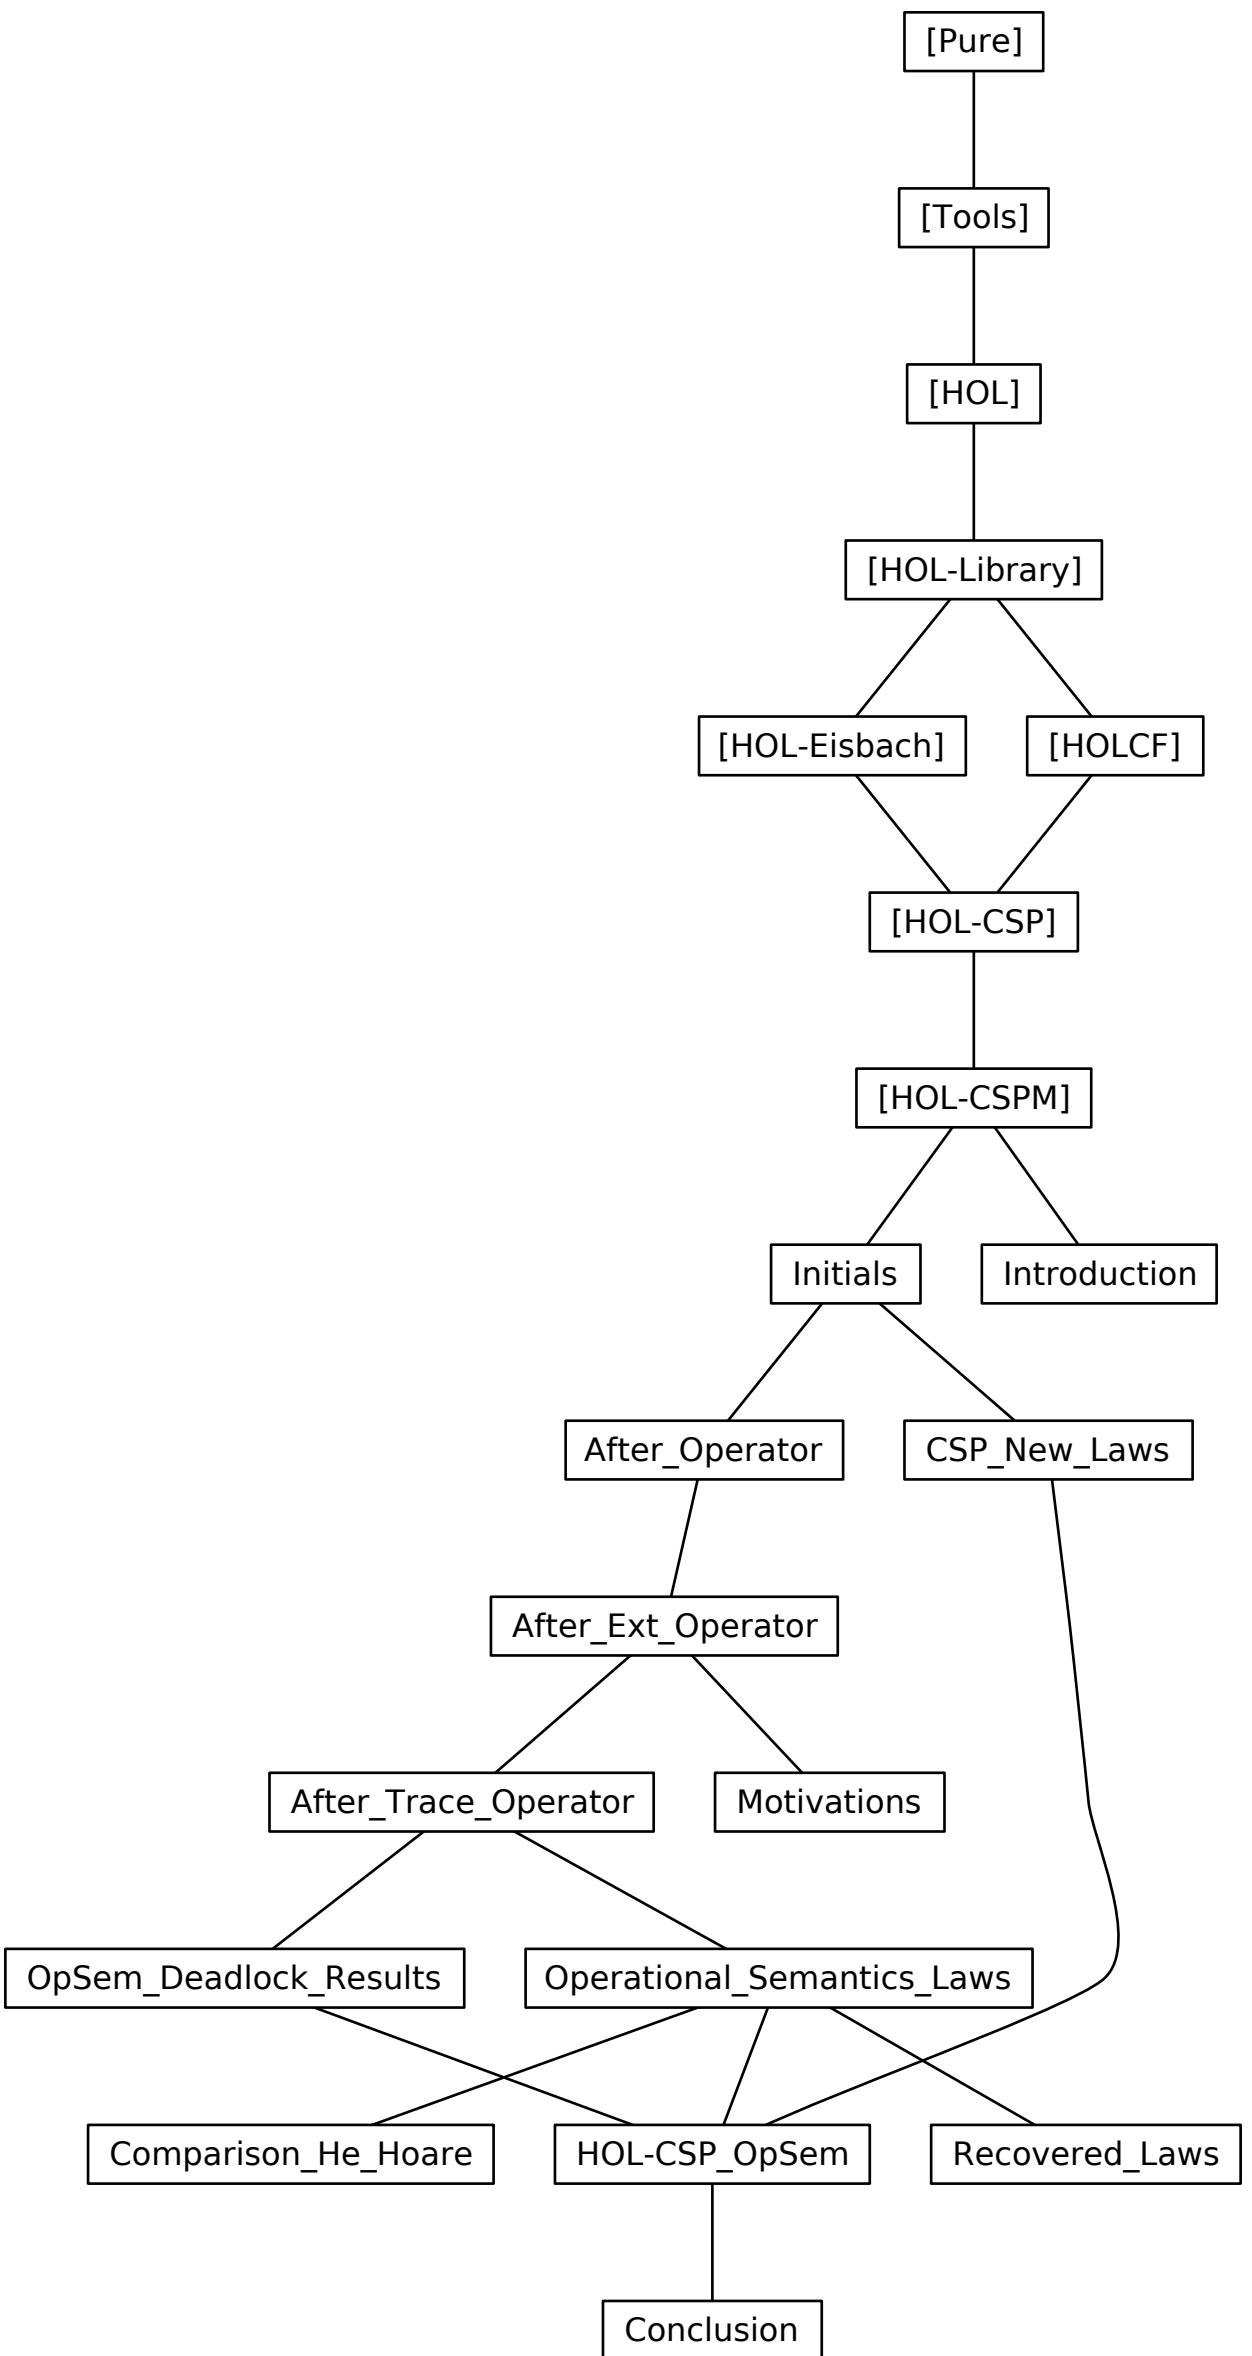 [Pure]
[Tools]
[HOL]
[HOL-Library]
[HOL-Eisbach]
[HOLCF]
[HOL-CSP]
[HOL-CSPM]
Initials
Introduction
After_Operator
CSP_New_Laws
After_Ext_Operator
After_Trace_Operator
Motivations
OpSem_Deadlock_Results
Operational_Semantics_Laws
Comparison_He_Hoare
HOL-CSP_OpSem
Recovered_Laws
Conclusion